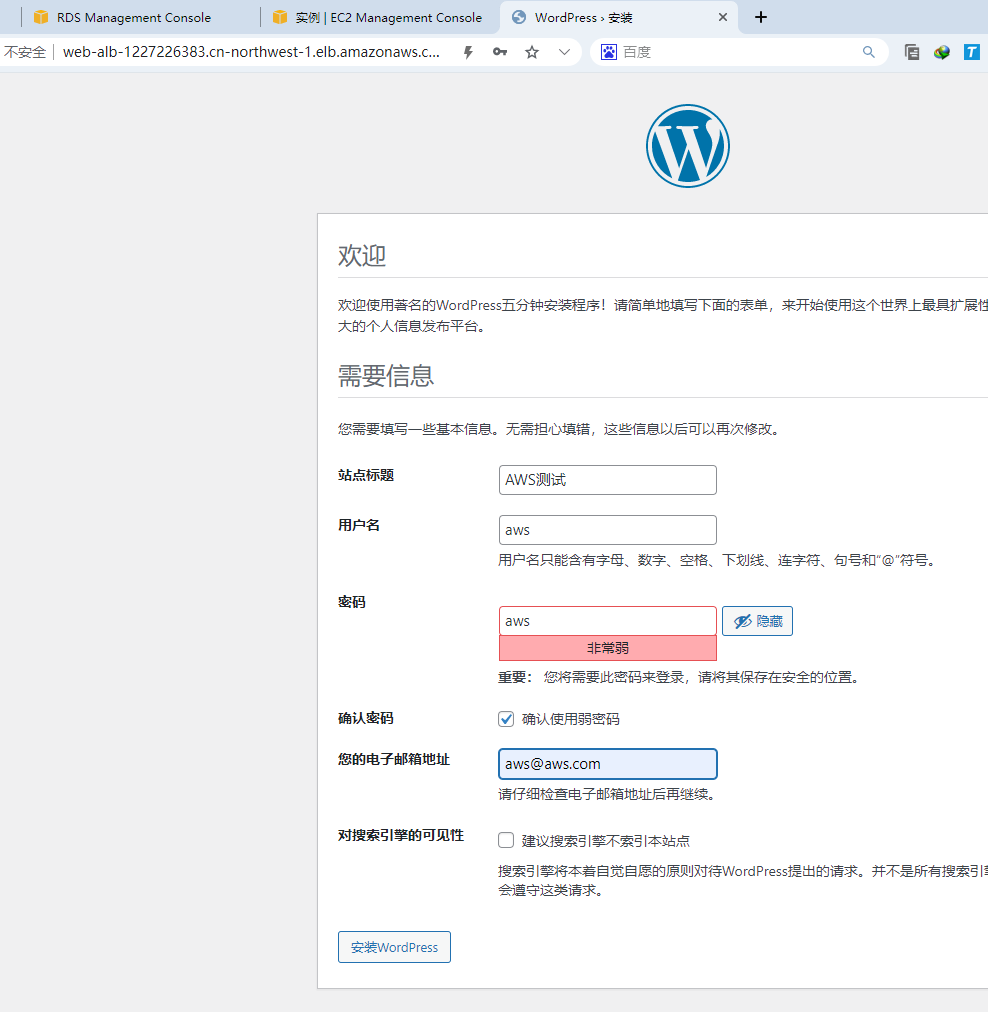 RDS Management Console
实例 | EC2 Management Console
WordPress › 安装
不安全
web-alb-1227226383.cn-northwest-1.elb.amazonaws.c...
百度
T
W
欢迎
欢迎使用著名的WordPress五分钟安装程序！请简单地填写下面的表单，来开始使用这个世界上最具扩展性
大的个人信息发布平台。
需要信息
您需要填写一些基本信息。无需担心填错，这些信息以后可以再次修改。
站点标题
AWS测试
用户名
aws
用户名只能含有字母、数字、空格、下划线、连字符、句号和“@”符号。
密码
aws
隐藏
非常弱
重要： 您将需要此密码来登录，请将其保存在安全的位置。
确认密码
确认使用弱密码
您的电子邮箱地址
aws@aws.com
请仔细检查电子邮箱地址后再继续。
对搜索引擎的可见性
建议搜索引擎不索引本站点
搜索引擎将本着自觉自愿的原则对待WordPress提出的请求。并不是所有搜索引
会遵守这类请求。
安装WordPress